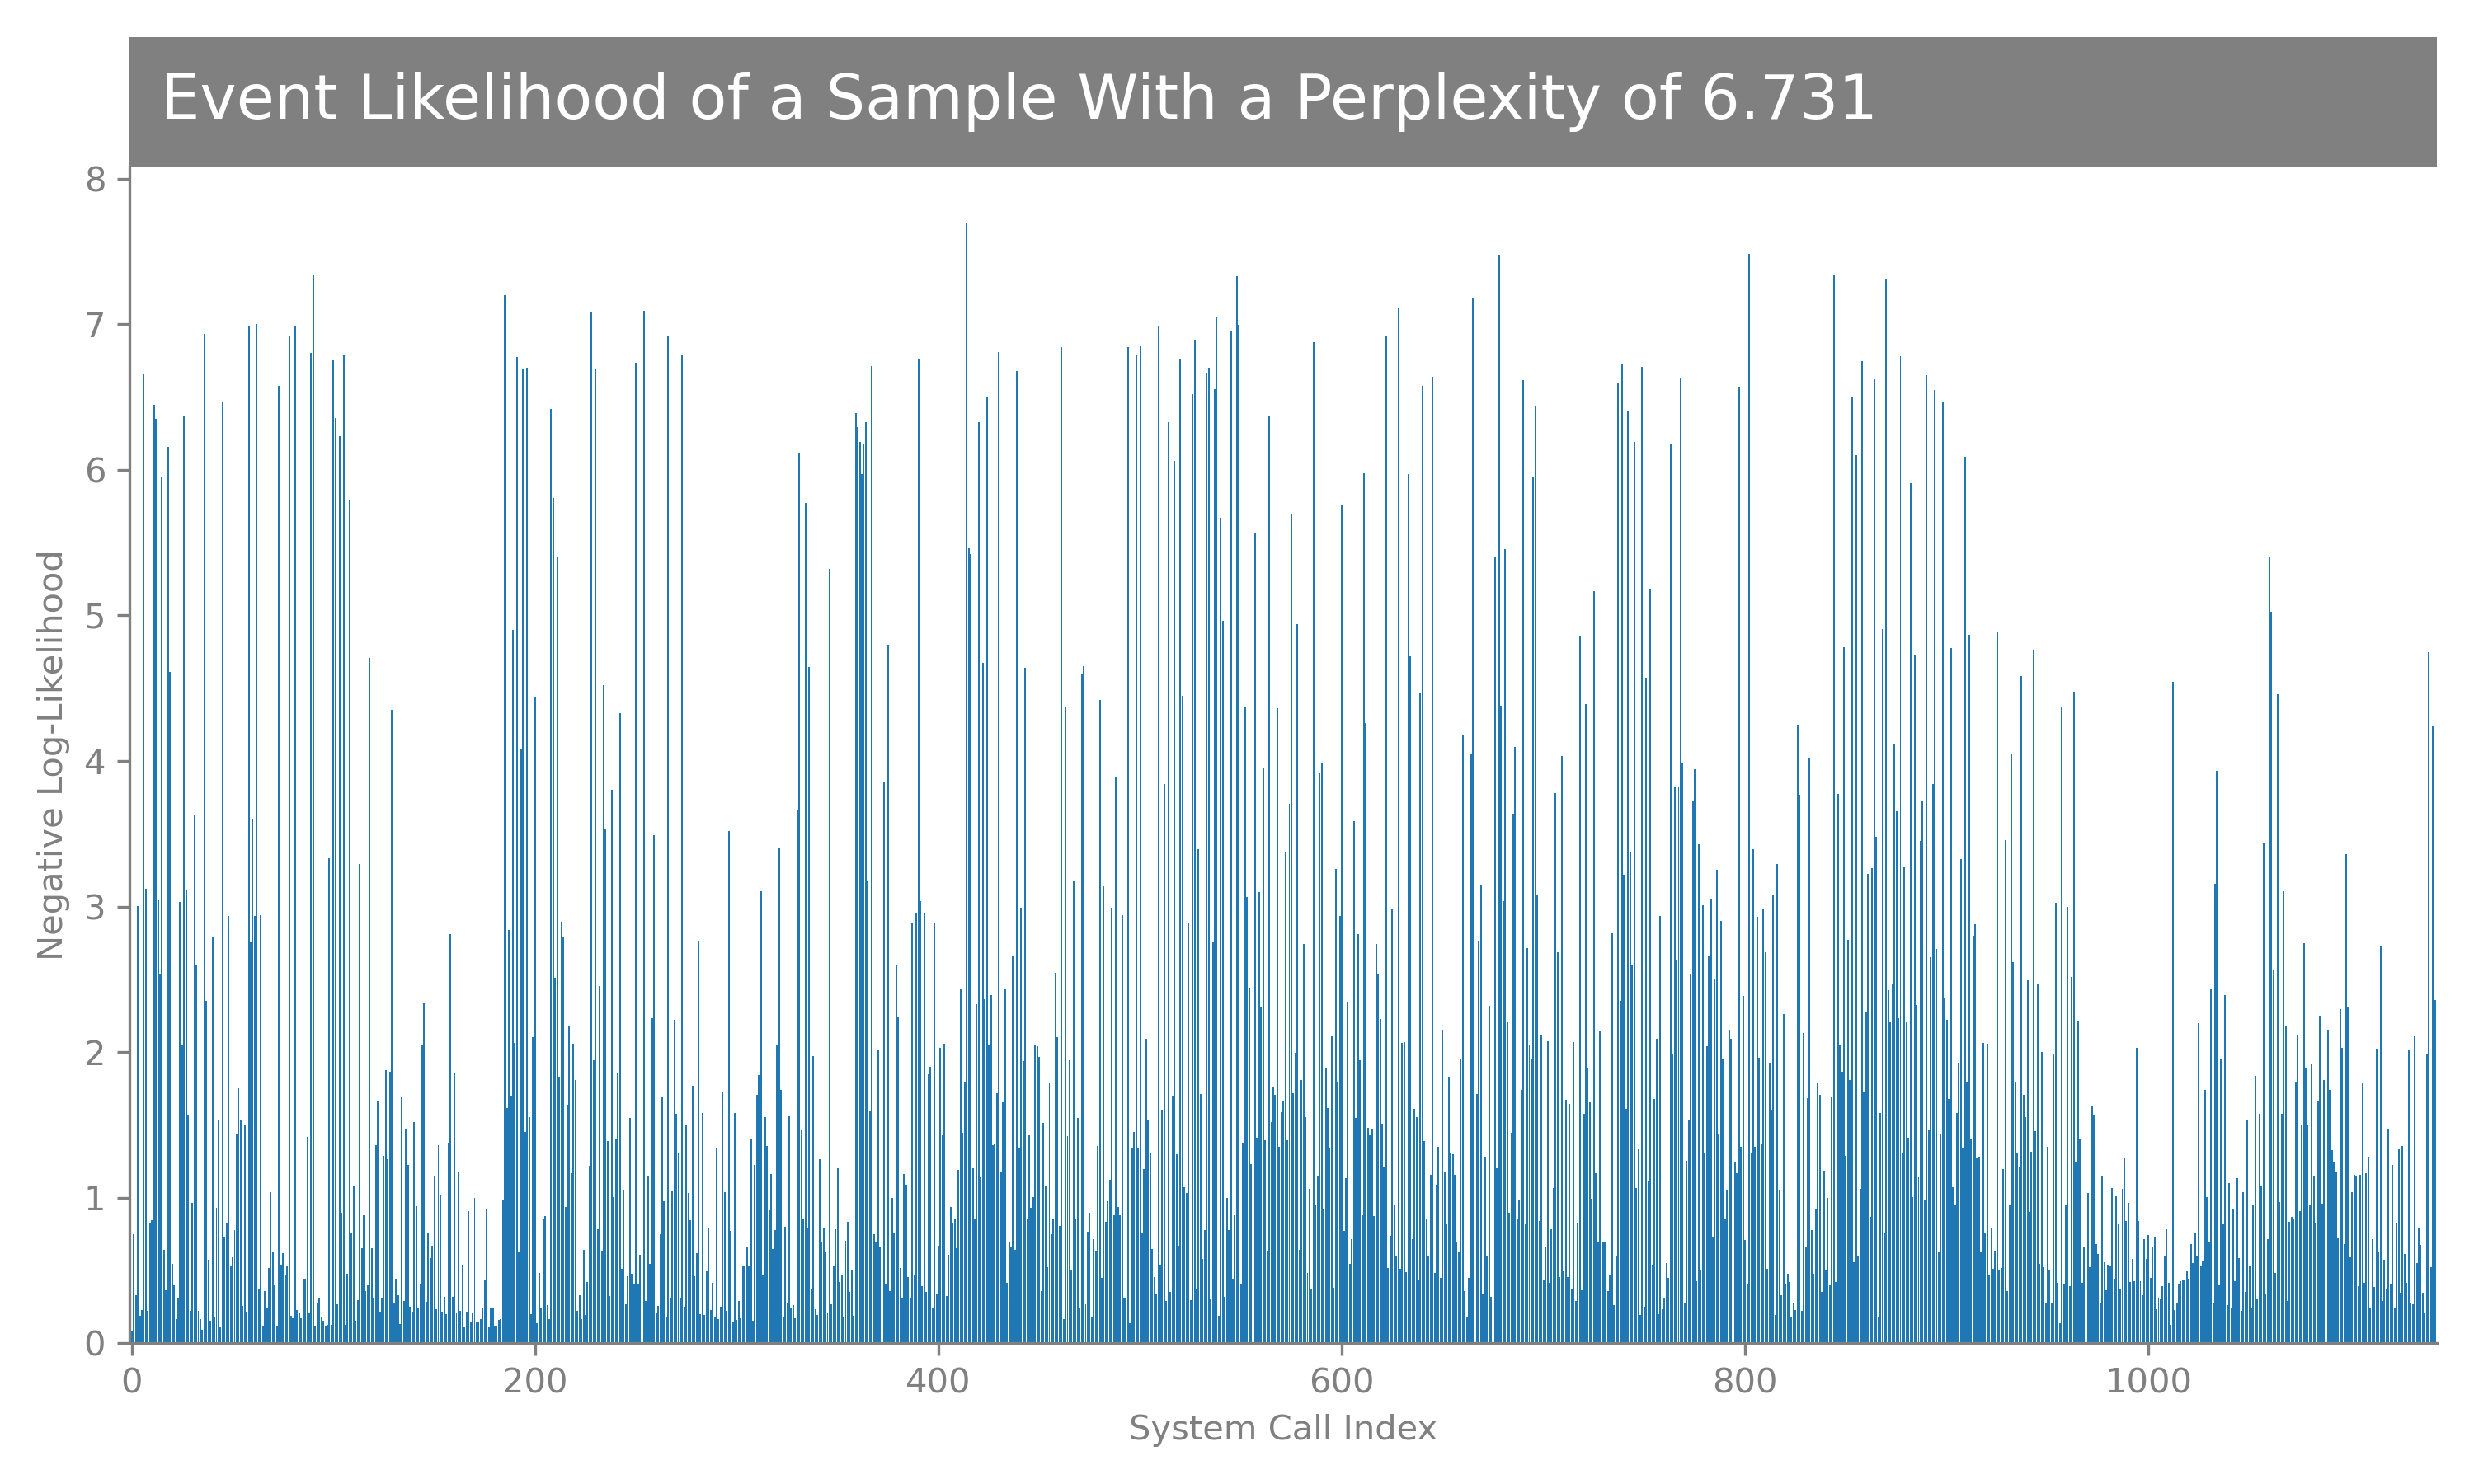 Event Likelihood of a Sample With a Perplexity of 6.731
8
7
6
5
4
3
2
1
0
Negative Log-Likelihood
0 200 400 600 800 1000
System Call Index